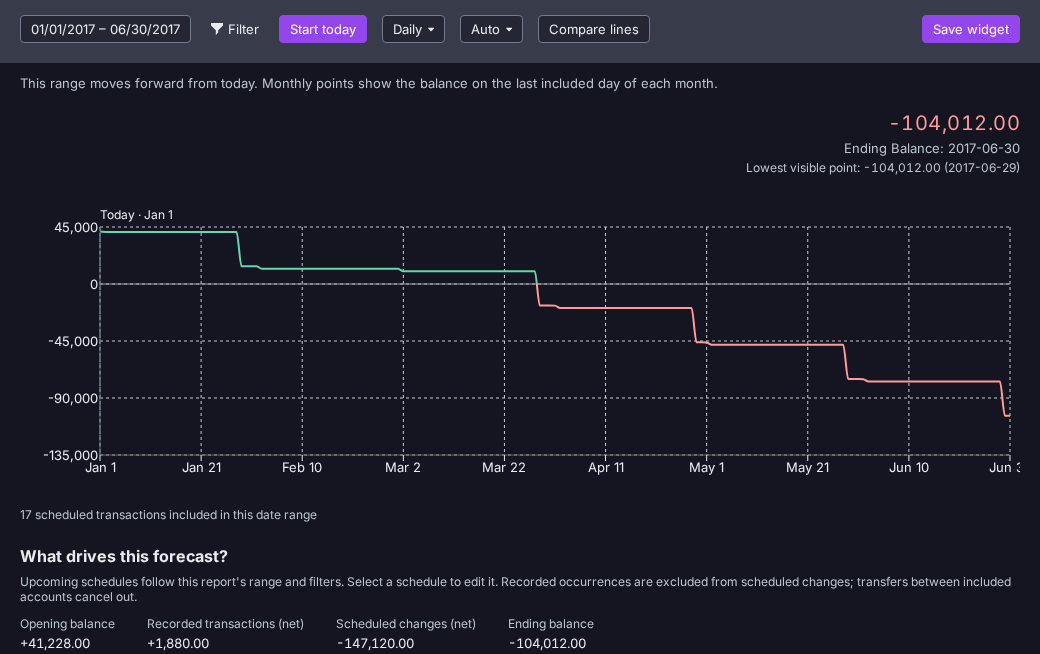 01/01/2017 – 06/30/2017 Filter Start today Daily Auto Compare lines Save widget
This range moves forward from today. Monthly points show the balance on the last included day of each month.
-104,012.00
Ending Balance: 2017-06-30
Lowest visible point: -104,012.00 (2017-06-29)
Today · Jan 1
45,000
0
-45,000
-90,000
-135,000
Jan 1 Jan 21 Feb 10 Mar 2 Mar 22 Apr 11 May 1 May 21 Jun 10 Jun
17 scheduled transactions included in this date range
What drives this forecast?
Upcoming schedules follow this report's range and filters. Select a schedule to edit it. Recorded occurrences are excluded from scheduled changes; transfers between included
accounts cancel out.
Opening balance Recorded transactions (net) Scheduled changes (net) Ending balance
+41,228.00 +1,880.00 -147,120.00 -104,012.00